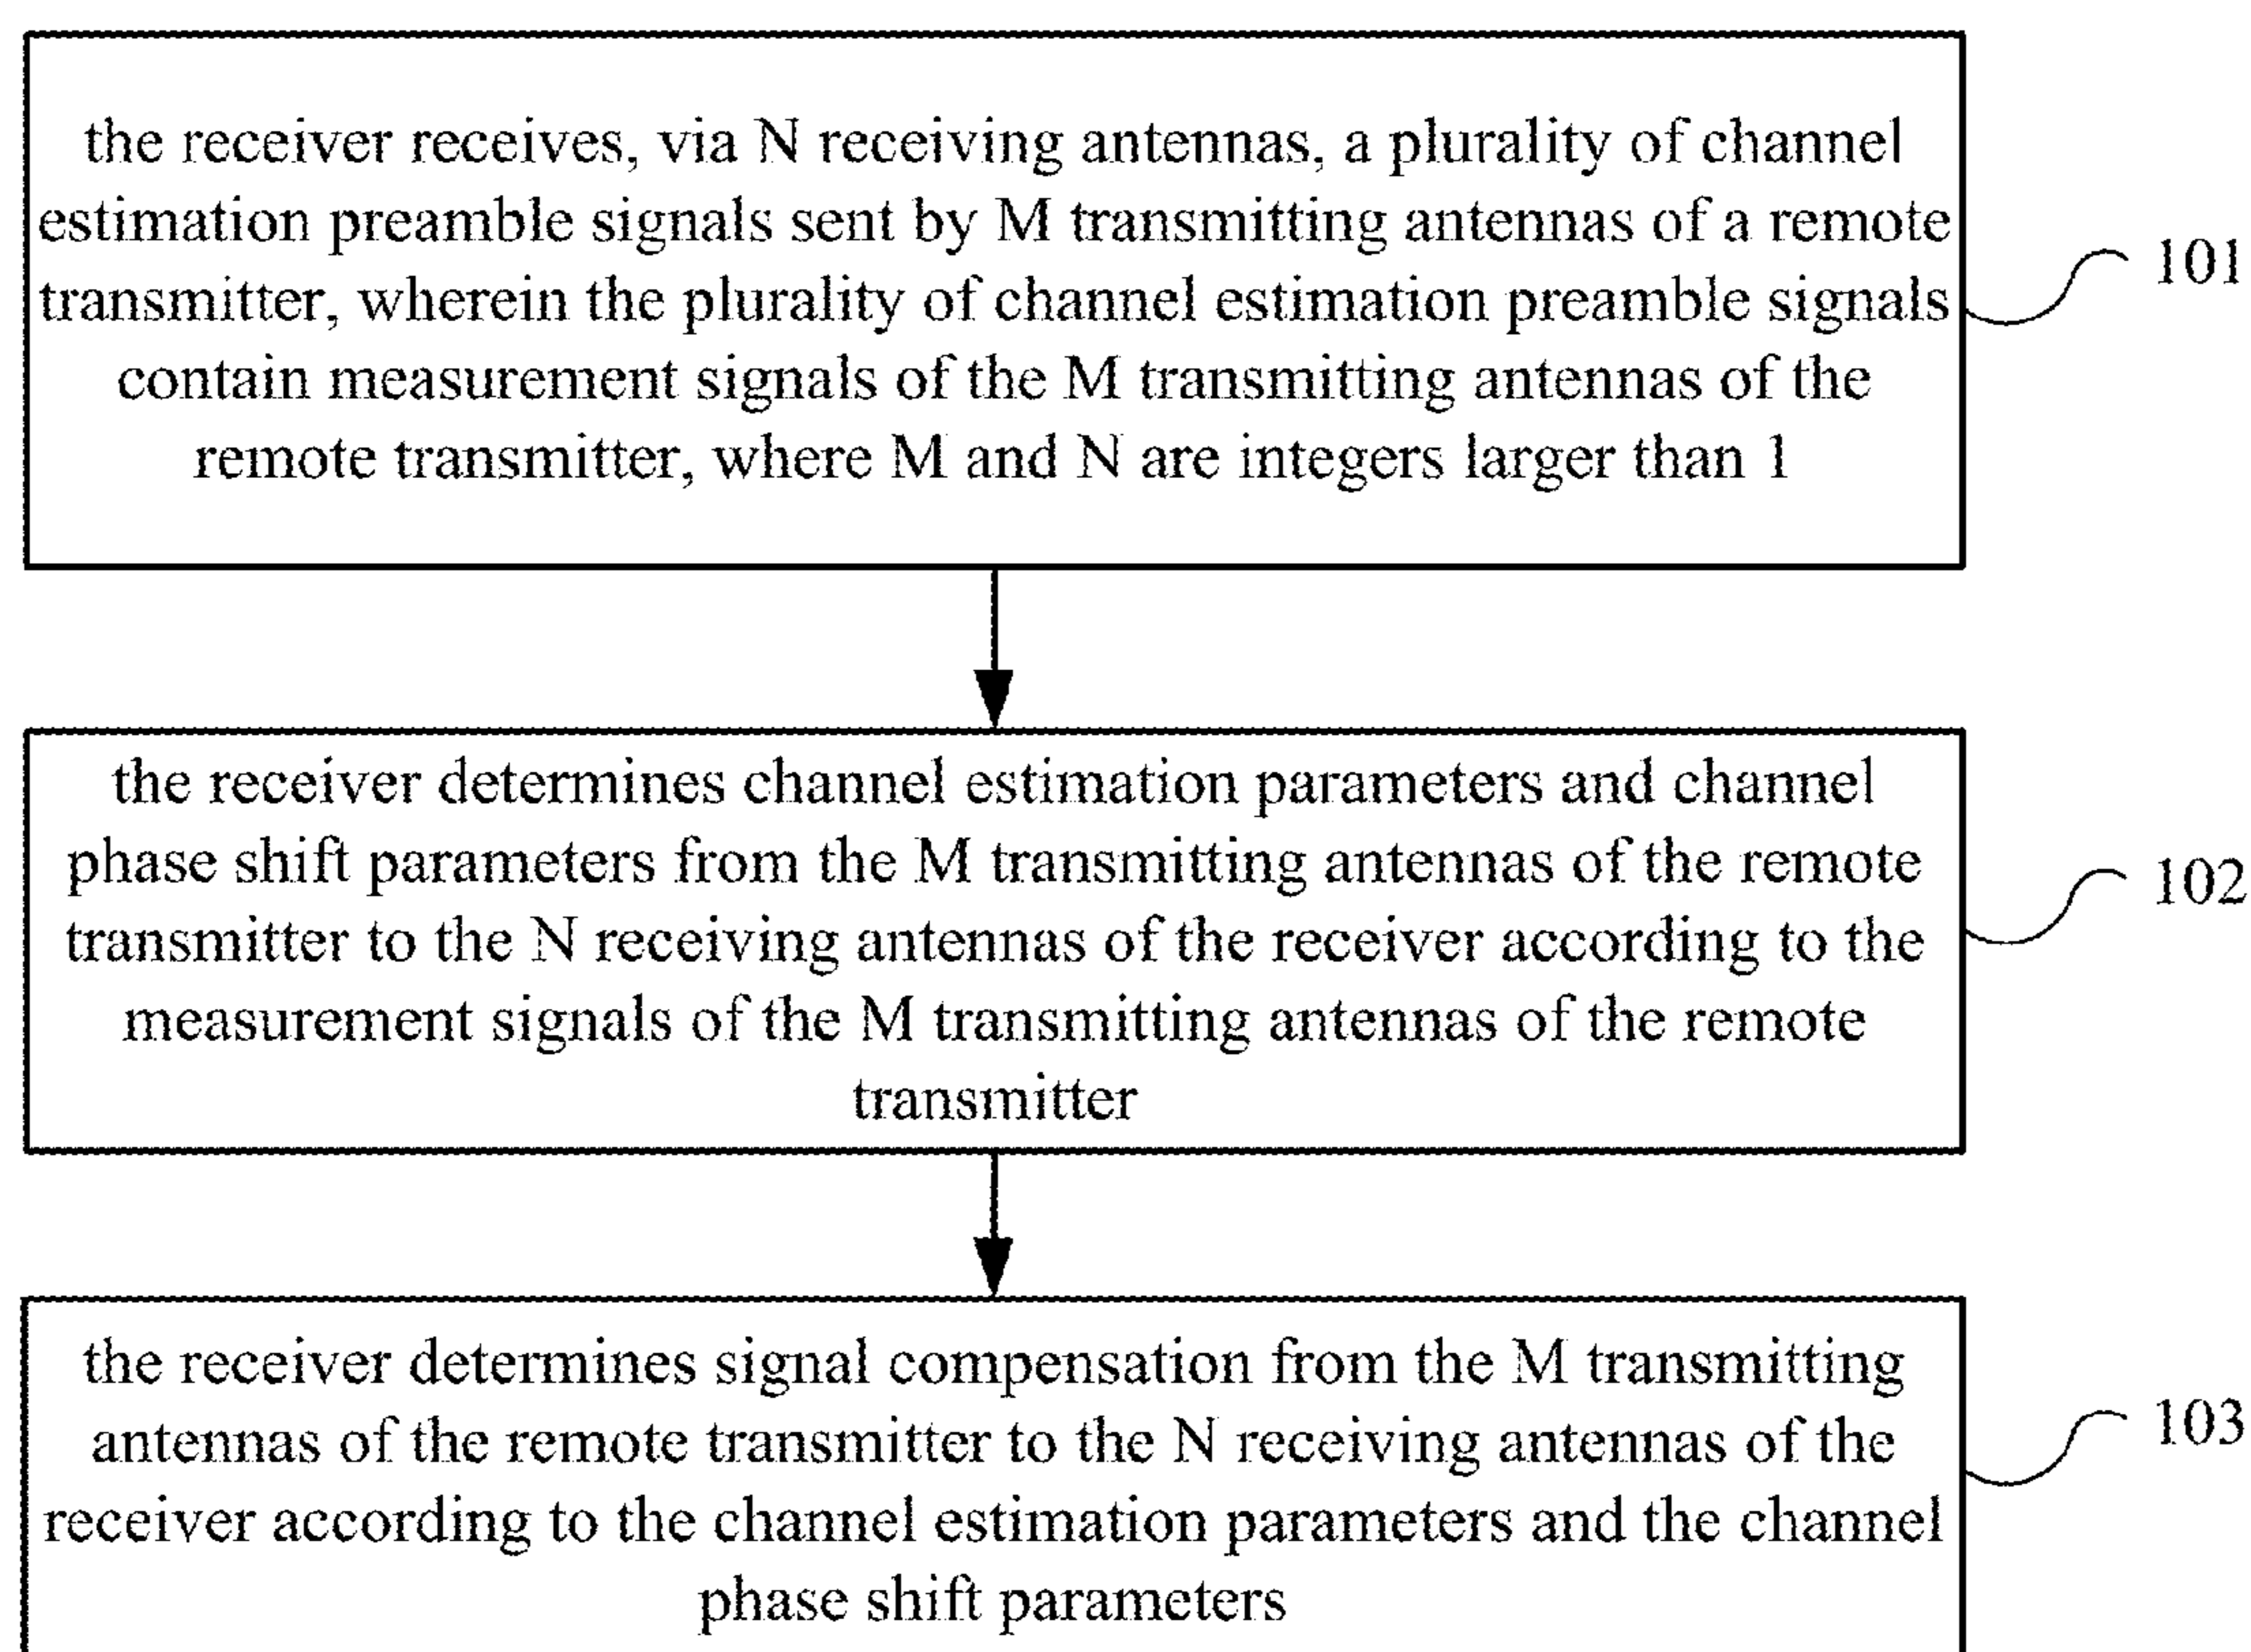 the receiver receives, via N receiving antennas, a plurality of channel
estimation preamble signals sent by M transmitting antennas of a remote
transmitter, wherein the plurality of channel estimation preamble signals
contain measurement signals of the M transmitting antennas of the
remote transmitter, where M and N are integers larger than 1
101
the receiver determines channel estimation parameters and channel
phase shift parameters from the M transmitting antennas of the remote
transmitter to the N receiving antennas of the receiver according to the
measurement signals of the M transmitting antennas of the remote
transmitter
102
the receiver determines signal compensation from the M transmitting
antennas of the remote transmitter to the N receiving antennas of the
receiver according to the channel estimation parameters and the channel
phase shift parameters
103